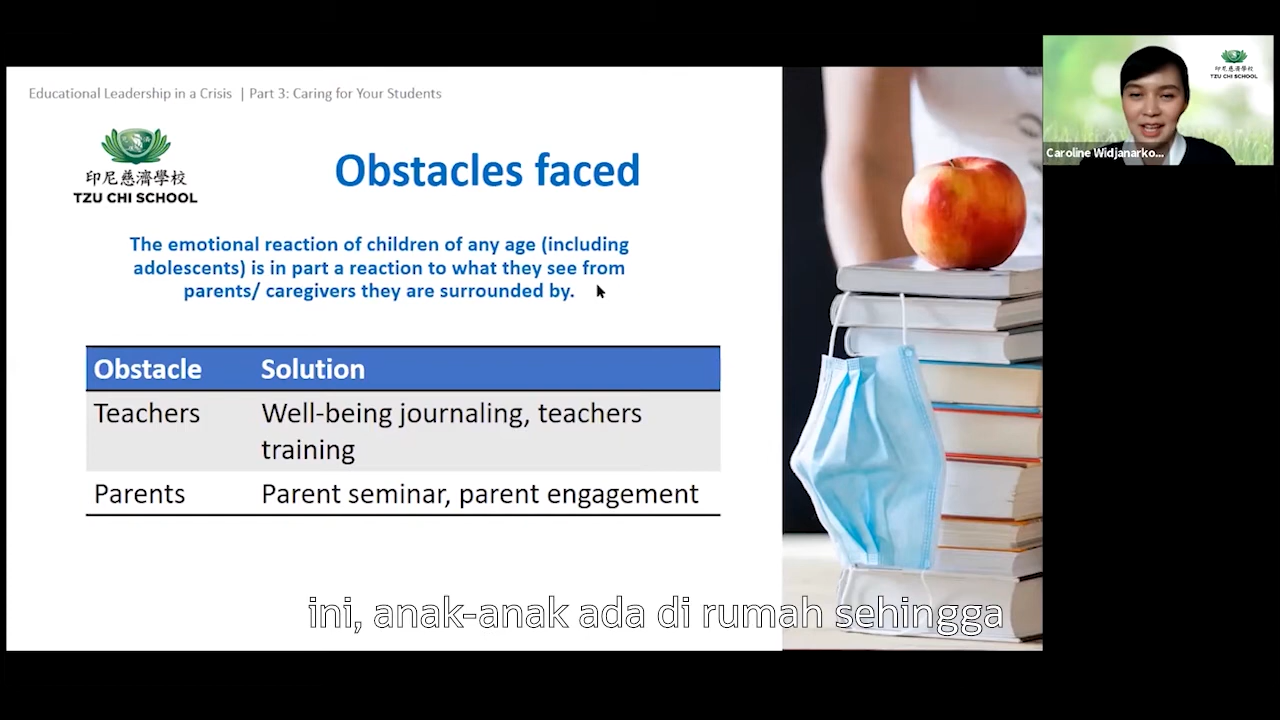 Educational Leadership in a Crisis | Part 3: Caring for Your Students
印尼慈濟學校
TZU CHI SCHOOL
Obstacles faced
The emotional reaction of children of any age (including
adolescents) is in part a reaction to what they see from
parents/ caregivers they are surrounded by.
Obstacle Solution
Teachers Well-being journaling, teachers
training
Parents Parent seminar, parent engagement
ini, anak-anak ada di rumah sehingga
印尼慈濟學校
TZU CHI SCHOOL
Caroline Widjanarko...